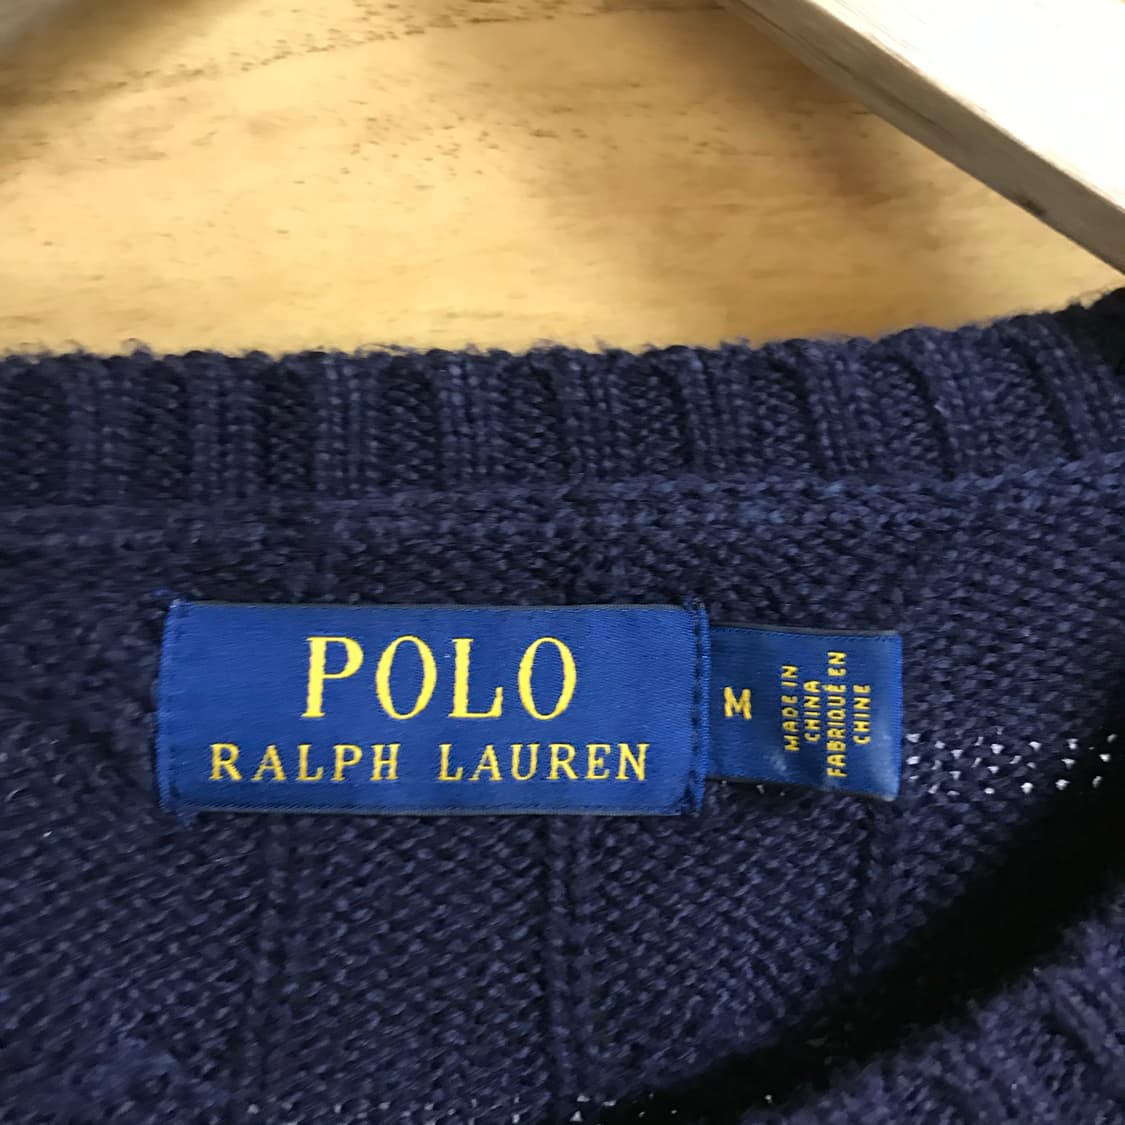 POLO
RALPH LAUREN
M
MADE IN
CHINA
FABRIQUÉ EN
CHINE